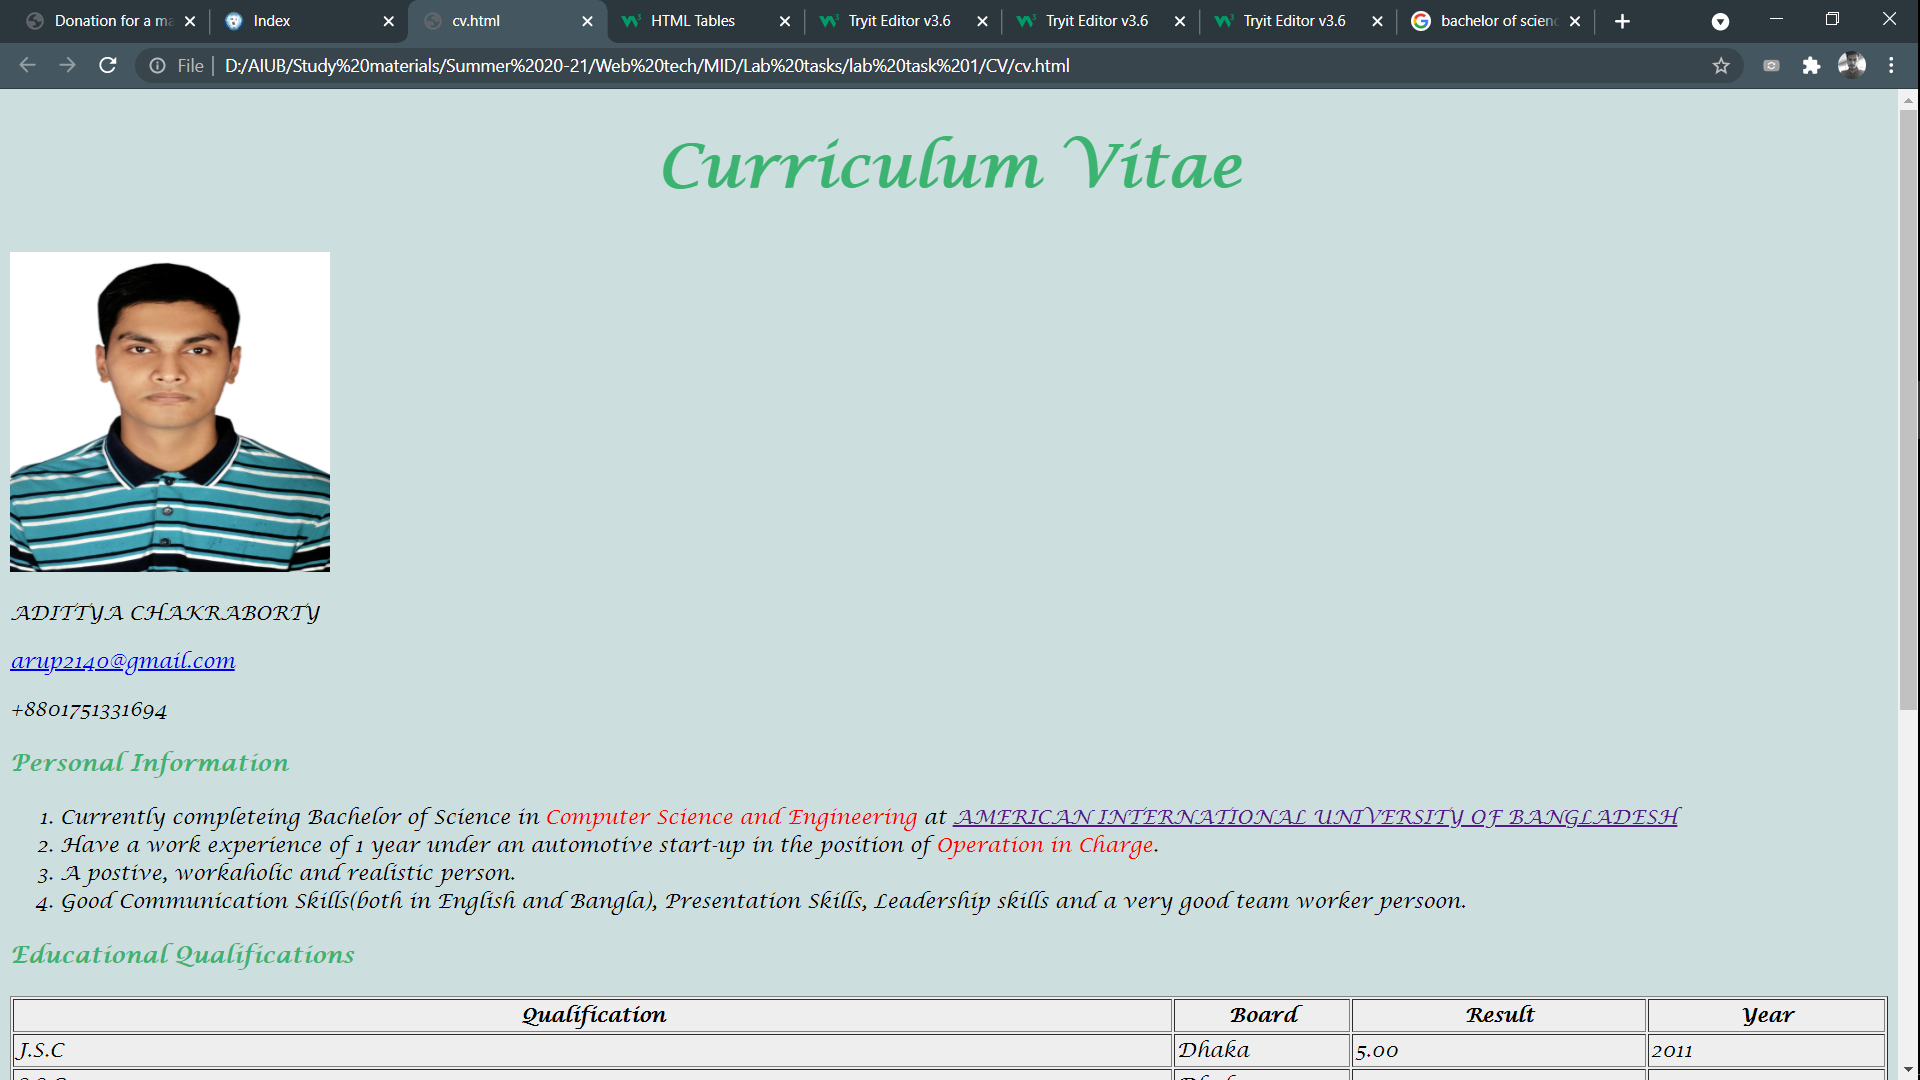 Donation for a ma
Index
cv.html
HTML Tables
Tryit Editor v3.6
Tryit Editor v3.6
Tryit Editor v3.6
bachelor of scienc
File | D:/AIUB/Study%20materials/Summer%2020-21/Web%20tech/MID/Lab%20tasks/lab%20task%201/CV/cv.html
Curriculum Vitae
ADITTYA CHAKRABORTY
arup2140@gmail.com
+8801751331694
Personal Information
1. Currently completeing Bachelor of Science in Computer Science and Engineering at AMERICAN INTERNATIONAL UNIVERSITY OF BANGLADESH
2. Have a work experience of 1 year under an automotive start-up in the position of Operation in Charge.
3. A postive, workaholic and realistic person.
4. Good Communication Skills(both in English and Bangla), Presentation Skills, Leadership skills and a very good team worker persoon.
Educational Qualifications
Qualification Board Result Year
J.S.C Dhaka 5.00 2011